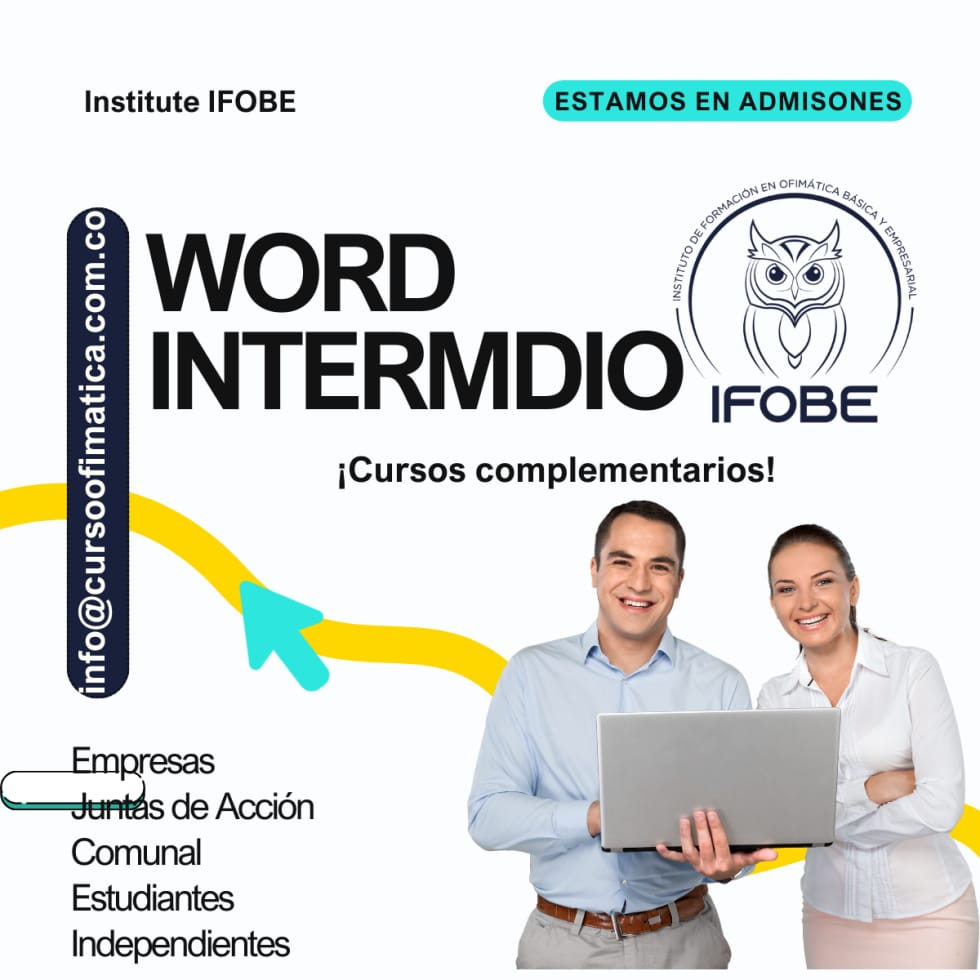 Institute IFOBE
ESTAMOS EN ADMISONES
INSTITUTO DE FORMACIÓN EN OFIMÁTICA BÁSICA Y EMPRESARIAL
IFOBE
info@cursoofimatica.com.co
WORD
INTERMDIO
¡Cursos complementarios!
Empresas
Juntas de Acción
Comunal
Estudiantes
Independientes